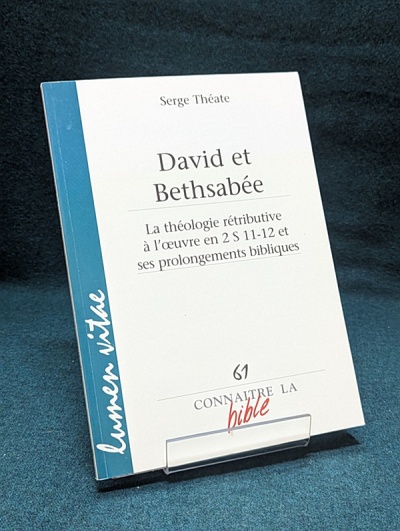 Serge Théate
David et
Bethsabée
La théologie rétributive
à l'œuvre en 2 S 11-12 et
ses prolongements bibliques
61
CONNAITRE LA
bible
lumen vitae